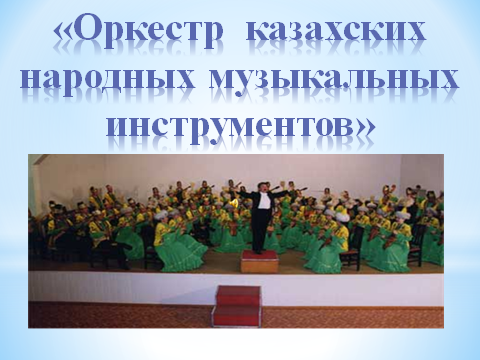 «Оркестр казахских
народных музыкальных
инструментов»